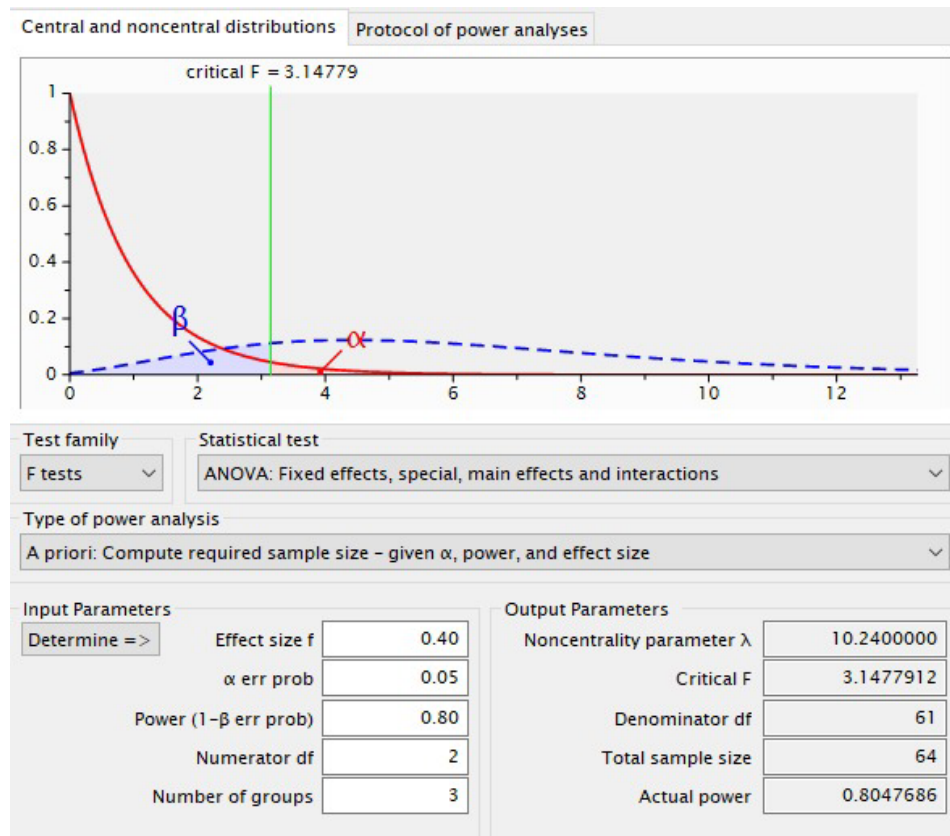 Central and noncentral distributions Protocol of power analyses
critical F = 3.14779
1
0.8
0.6
0.4
0.2
0
β
α
0 2 4 6 8 10 12
Test family Statistical test
F tests ANOVA: Fixed effects, special, main effects and interactions
Type of power analysis
A priori: Compute required sample size – given α, power, and effect size
Input Parameters Output Parameters
Determine => Effect size f 0.40 Noncentrality parameter λ 10.2400000
α err prob 0.05 Critical F 3.1477912
Power (1-β err prob) 0.80 Denominator df 61
Numerator df 2 Total sample size 64
Number of groups 3 Actual power 0.8047686